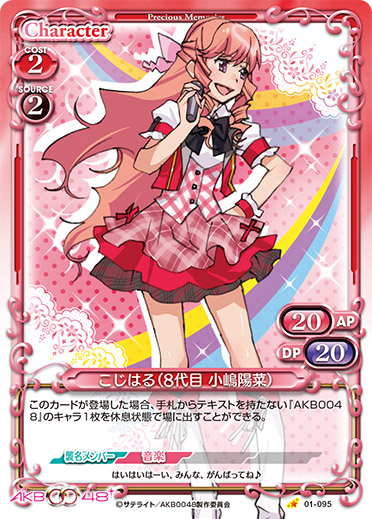 Precious Memories
Character
COST
2
SOURCE
2
20 AP
DP 20
こじはる(8代目 小嶋陽菜)
このカードが登場した場合、手札からテキストを持たない『AKB004
8』のキャラ1枚を休息状態で場に出すことができる。
襲名メンバー 音楽
はいはいはーい、みんな、がんばってね♪
AKB0048
©サテライト/AKB0048製作委員会
01-095